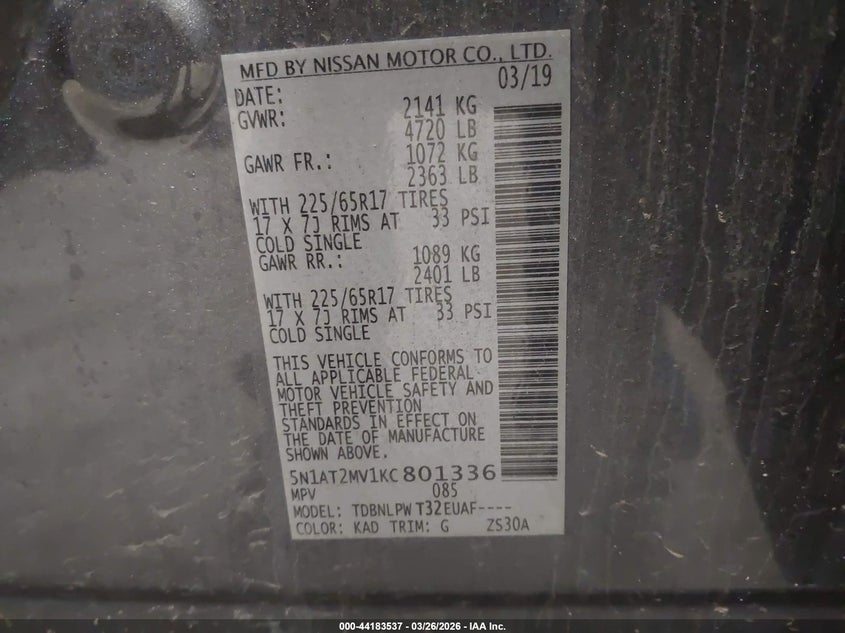 MFD BY NISSAN MOTOR CO., LTD.
DATE: 03/19
GVWR: 2141 KG
4720 LB
GAWR FR.: 1072 KG
2363 LB
WITH 225/65R17 TIRES
17 X 7J RIMS AT 33 PSI
COLD SINGLE
GAWR RR.: 1089 KG
2401 LB
WITH 225/65R17 TIRES
17 X 7J RIMS AT 33 PSI
COLD SINGLE
THIS VEHICLE CONFORMS TO
ALL APPLICABLE FEDERAL
MOTOR VEHICLE SAFETY AND
THEFT PREVENTION
STANDARDS IN EFFECT ON
THE DATE OF MANUFACTURE
SHOWN ABOVE.
5N1AT2MV1KC801336
MPV 085
MODEL: TDBNLPW T32EUAF----
COLOR: KAD TRIM: G ZS30A
000-44183537 - 03/26/2026 - IAA Inc.